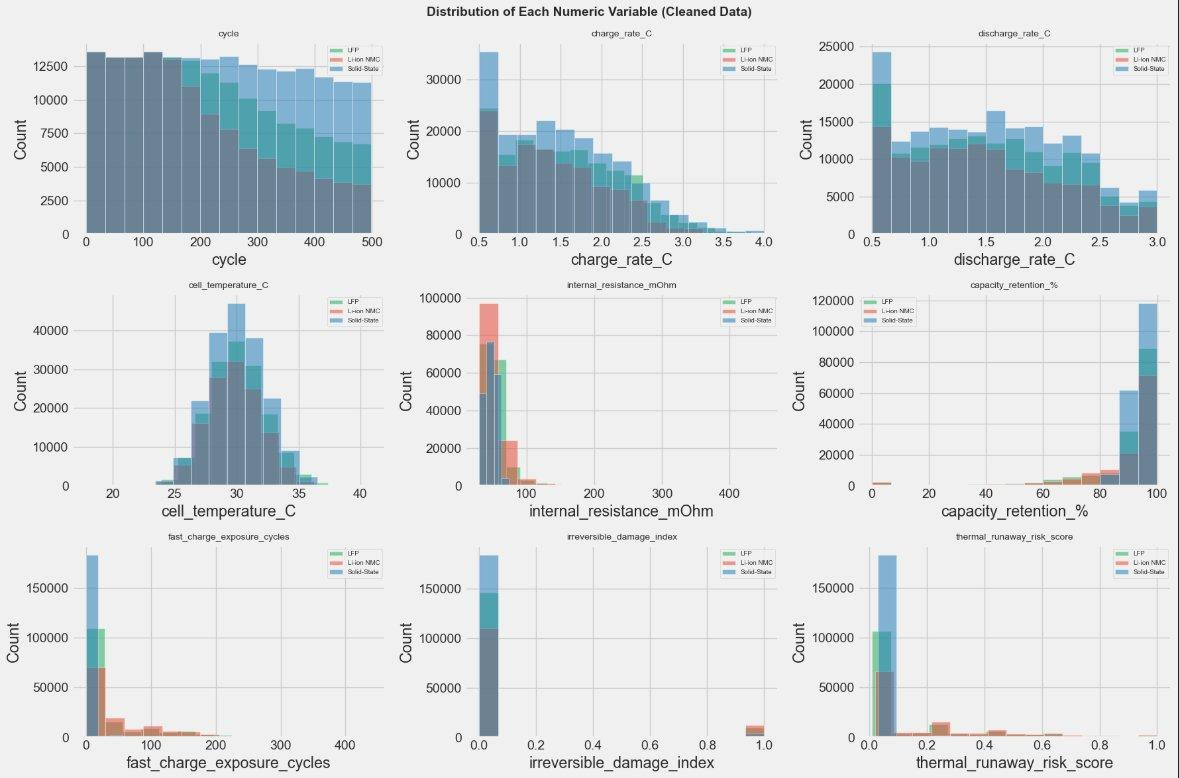 Distribution of Each Numeric Variable (Cleaned Data)
cycle
LFP
Li-ion NMC
Solid-State
Count
12500
10000
7500
5000
2500
0
0 100 200 300 400 500
cycle
charge_rate_C
LFP
Li-ion NMC
Solid-State
Count
30000
20000
10000
0
0.5 1.0 1.5 2.0 2.5 3.0 3.5 4.0
charge_rate_C
discharge_rate_C
LFP
Li-ion NMC
Solid-State
Count
25000
20000
15000
10000
5000
0
0.5 1.0 1.5 2.0 2.5 3.0
discharge_rate_C
cell_temperature_C
LFP
Li-ion NMC
Solid-State
Count
40000
30000
20000
10000
0
20 25 30 35 40
cell_temperature_C
internal_resistance_mOhm
LFP
Li-ion NMC
Solid-State
Count
100000
80000
60000
40000
20000
0
100 200 300 400
internal_resistance_mOhm
capacity_retention_%
LFP
Li-ion NMC
Solid-State
Count
120000
100000
80000
60000
40000
20000
0
0 20 40 60 80 100
capacity_retention_%
fast_charge_exposure_cycles
LFP
Li-ion NMC
Solid-State
Count
150000
100000
50000
0
0 100 200 300 400
fast_charge_exposure_cycles
irreversible_damage_index
LFP
Li-ion NMC
Solid-State
Count
150000
100000
50000
0
0.0 0.2 0.4 0.6 0.8 1.0
irreversible_damage_index
thermal_runaway_risk_score
LFP
Li-ion NMC
Solid-State
Count
150000
100000
50000
0
0.0 0.2 0.4 0.6 0.8 1.0
thermal_runaway_risk_score